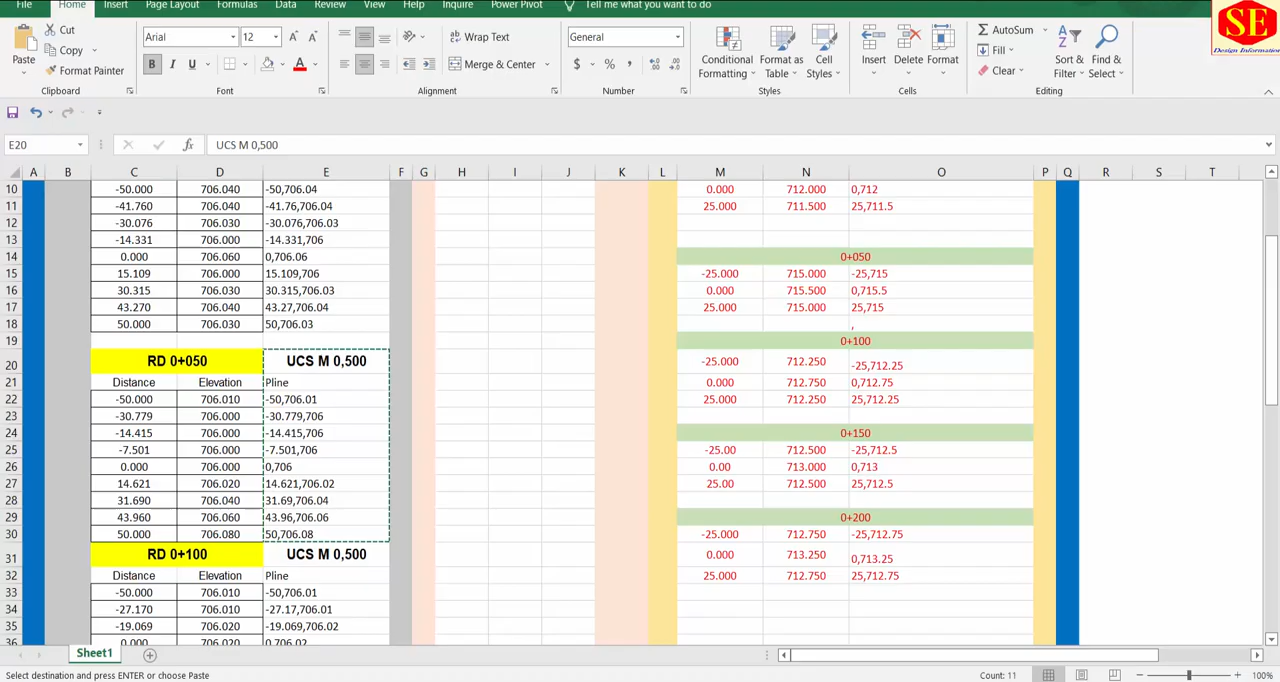 File Home Insert Page Layout Formulas Data Review View Help Inquire Power Pivot Tell me what you want to do
SE
Design Information
Paste
Cut
Copy
Format Painter
Clipboard
Arial 12 A A
B I U A
Font
Wrap Text
Merge & Center
Alignment
General
$ % ,
Number
Conditional Formatting
Format as Table
Cell Styles
Styles
Insert Delete Format
Cells
AutoSum
Fill
Clear
Sort & Filter
Find & Select
Editing
E20 fx UCS M 0,500
A B C D E F G H I J K L M N O P Q R S T
10 -50.000 706.040 -50,706.04 0.000 712.000 0,712
11 -41.760 706.040 -41.76,706.04 25.000 711.500 25,711.5
12 -30.076 706.030 -30.076,706.03
13 -14.331 706.000 -14.331,706
14 0.000 706.060 0,706.06 0+050
15 15.109 706.000 15.109,706 -25.000 715.000 -25,715
16 30.315 706.030 30.315,706.03 0.000 715.500 0,715.5
17 43.270 706.040 43.27,706.04 25.000 715.000 25,715
18 50.000 706.030 50,706.03 ,
19 0+100
20 RD 0+050 UCS M 0,500 -25.000 712.250 -25,712.25
21 Distance Elevation Pline 0.000 712.750 0,712.75
22 -50.000 706.010 -50,706.01 25.000 712.250 25,712.25
23 -30.779 706.000 -30.779,706
24 -14.415 706.000 -14.415,706 0+150
25 -7.501 706.000 -7.501,706 -25.00 712.500 -25,712.5
26 0.000 706.000 0,706 0.00 713.000 0,713
27 14.621 706.020 14.621,706.02 25.00 712.500 25,712.5
28 31.690 706.040 31.69,706.04
29 43.960 706.060 43.96,706.06 0+200
30 50.000 706.080 50,706.08 -25.000 712.750 -25,712.75
31 RD 0+100 UCS M 0,500 0.000 713.250 0,713.25
32 Distance Elevation Pline 25.000 712.750 25,712.75
33 -50.000 706.010 -50,706.01
34 -27.170 706.010 -27.17,706.01
35 -19.069 706.020 -19.069,706.02
36 0.000 706.020 0,706.02
Sheet1
Select destination and press ENTER or choose Paste Count: 11 100%